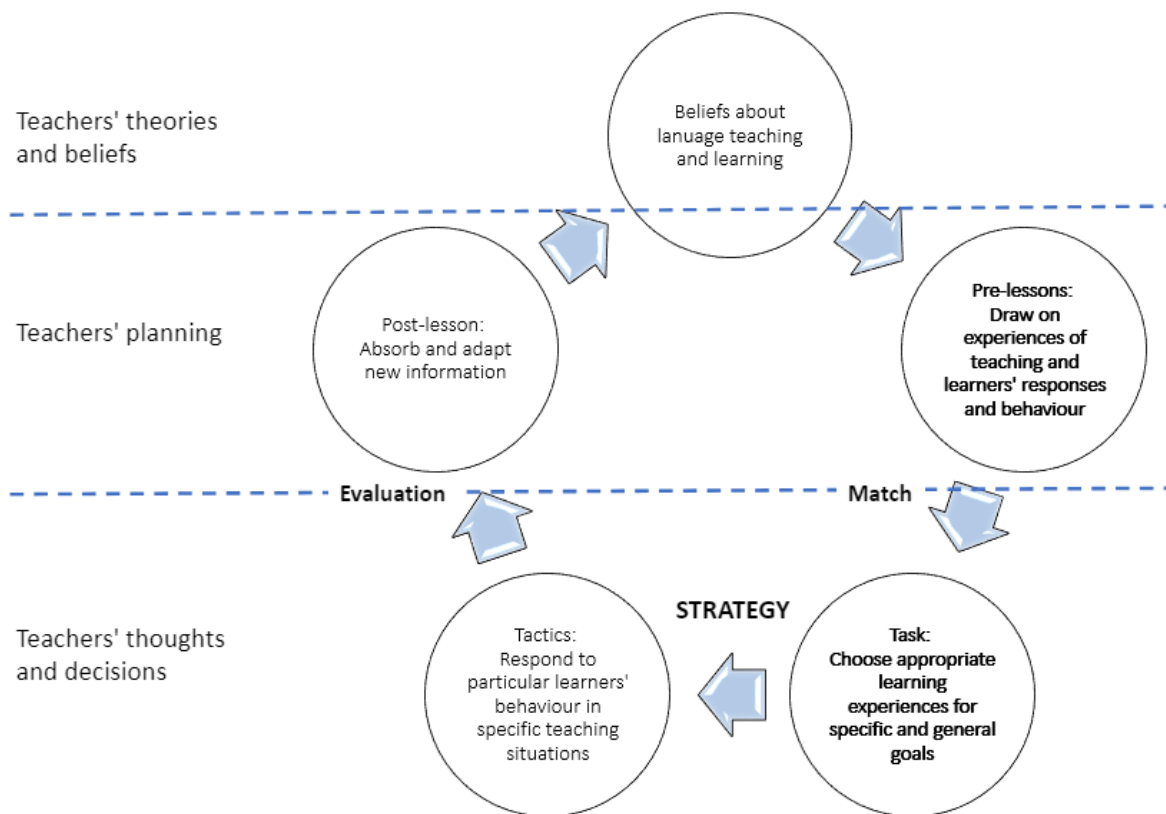 Teachers' theories
and beliefs
Beliefs about
lanuage teaching
and learning
Teachers' planning
Post-lesson:
Absorb and adapt
new information
Pre-lessons:
Draw on
experiences of
teaching and
learners' responses
and behaviour
Evaluation
Match
Teachers' thoughts
and decisions
Tactics:
Respond to
particular learners'
behaviour in
specific teaching
situations
STRATEGY
Task:
Choose appropriate
learning
experiences for
specific and general
goals